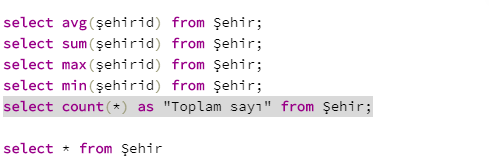 select avg(şehirid) from Şehir;
select sum(şehirid) from Şehir;
select max(şehirid) from Şehir;
select min(şehirid) from Şehir;
select count(*) as "Toplam sayı" from Şehir;
select * from Şehir